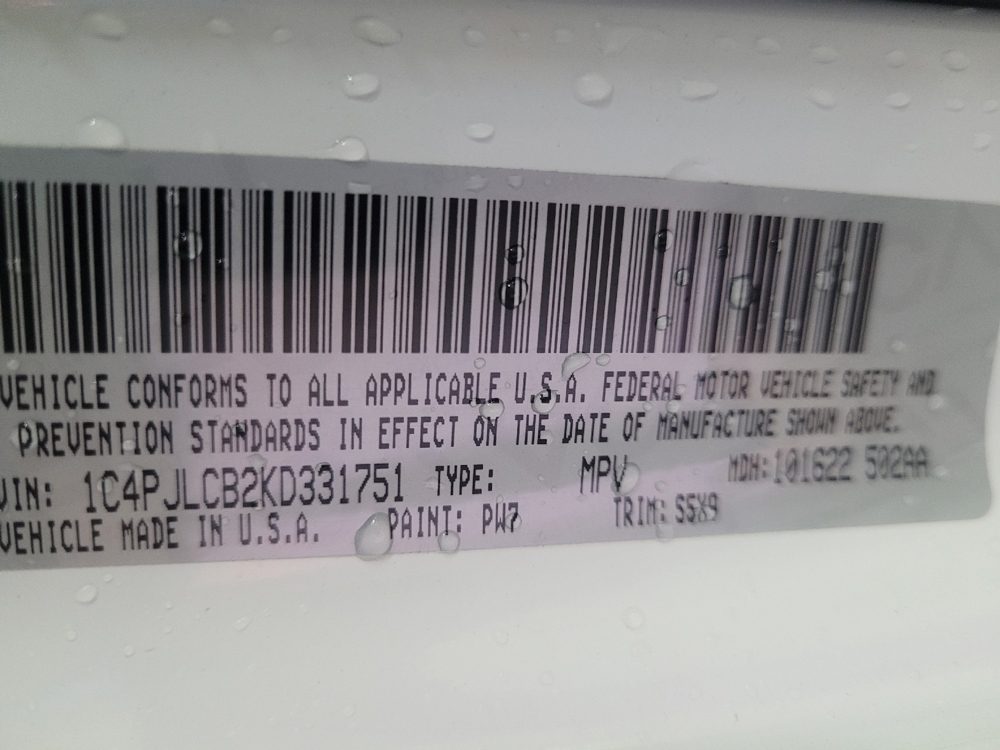 VEHICLE CONFORMS TO ALL APPLICABLE U.S.A. FEDERAL MOTOR VEHICLE SAFETY AND
PREVENTION STANDARDS IN EFFECT ON THE DATE OF MANUFACTURE SHOWN ABOVE.
VIN: 1C4PJLCB2KD331751 TYPE: MPV MDH: 101622 502AA
VEHICLE MADE IN U.S.A. PAINT: PW7 TRIM: S5X9